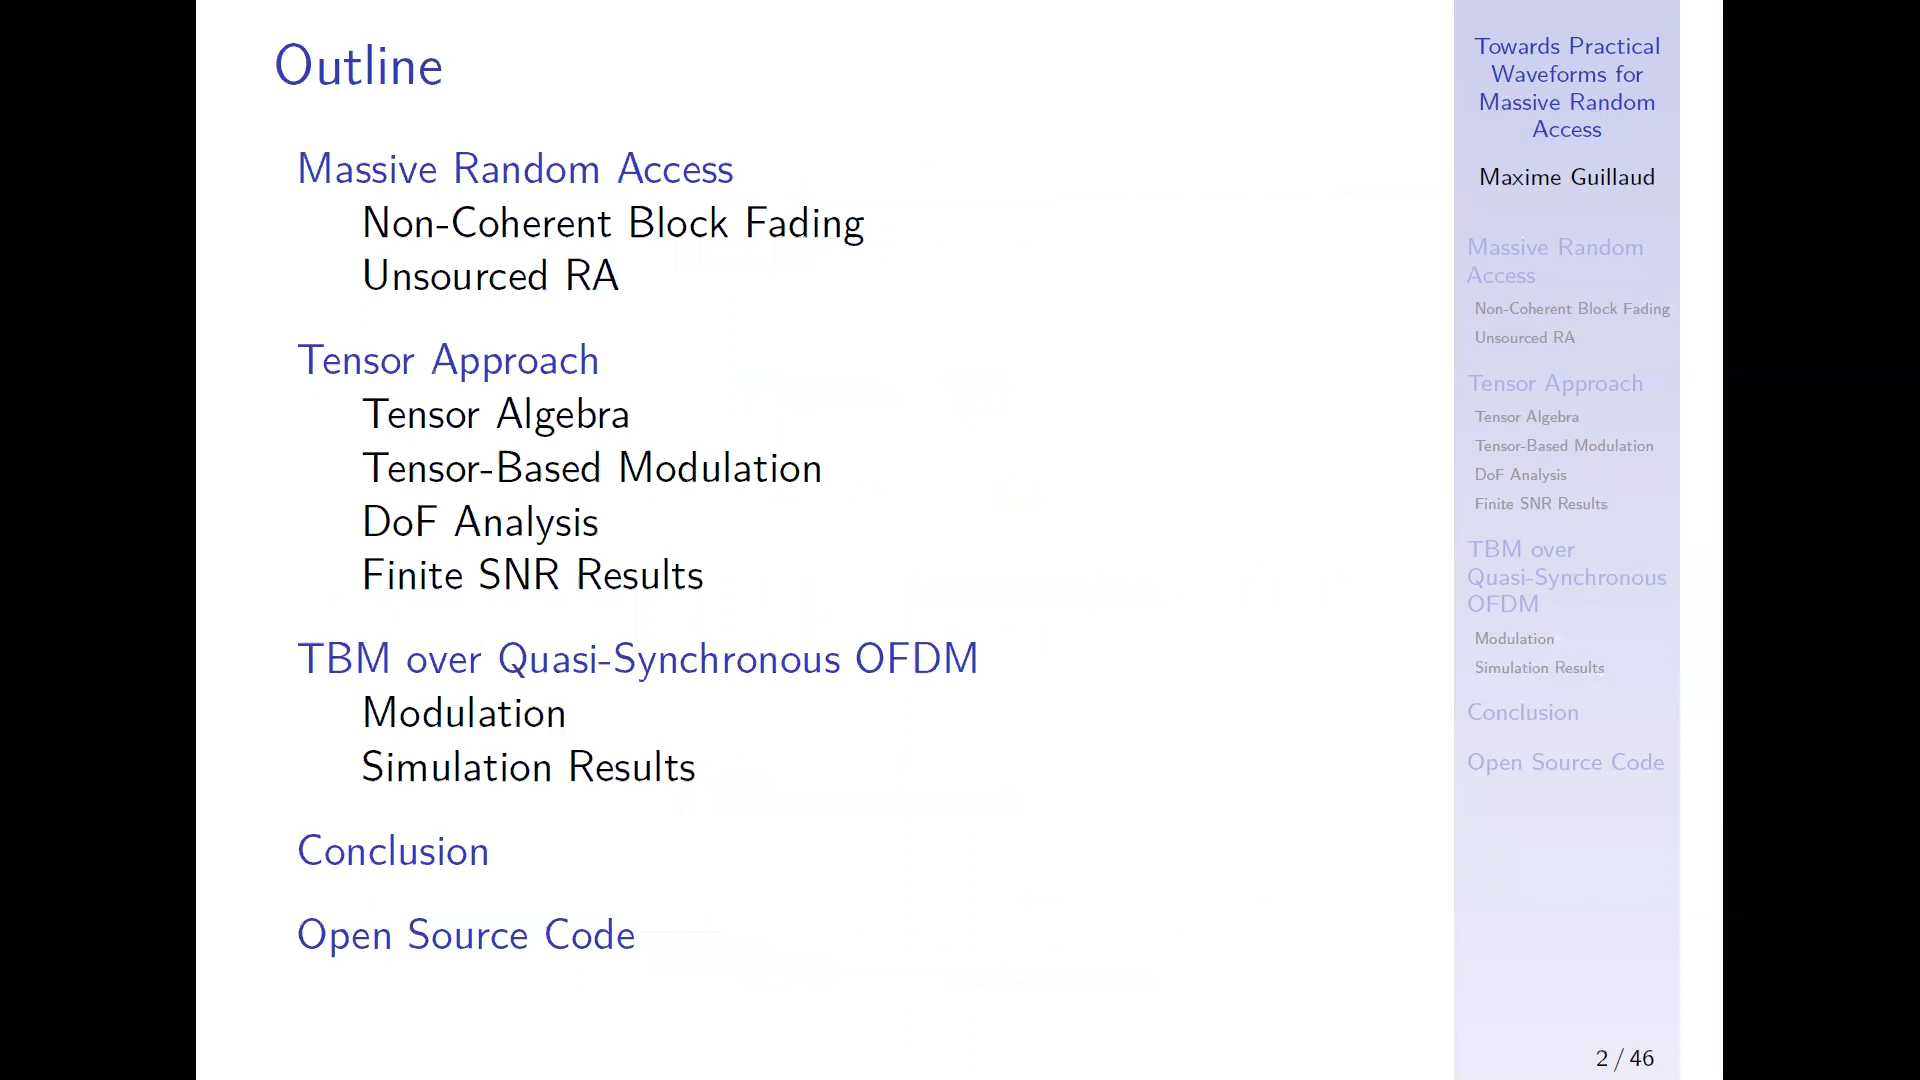 Outline
Massive Random Access
Non-Coherent Block Fading
Unsourced RA
Tensor Approach
Tensor Algebra
Tensor-Based Modulation
DoF Analysis
Finite SNR Results
TBM over Quasi-Synchronous OFDM
Modulation
Simulation Results
Conclusion
Open Source Code
Towards Practical
Waveforms for
Massive Random
Access
Maxime Guillaud
Massive Random
Access
Non-Coherent Block Fading
Unsourced RA
Tensor Approach
Tensor Algebra
Tensor-Based Modulation
DoF Analysis
Finite SNR Results
TBM over
Quasi-Synchronous
OFDM
Modulation
Simulation Results
Conclusion
Open Source Code
2 / 46